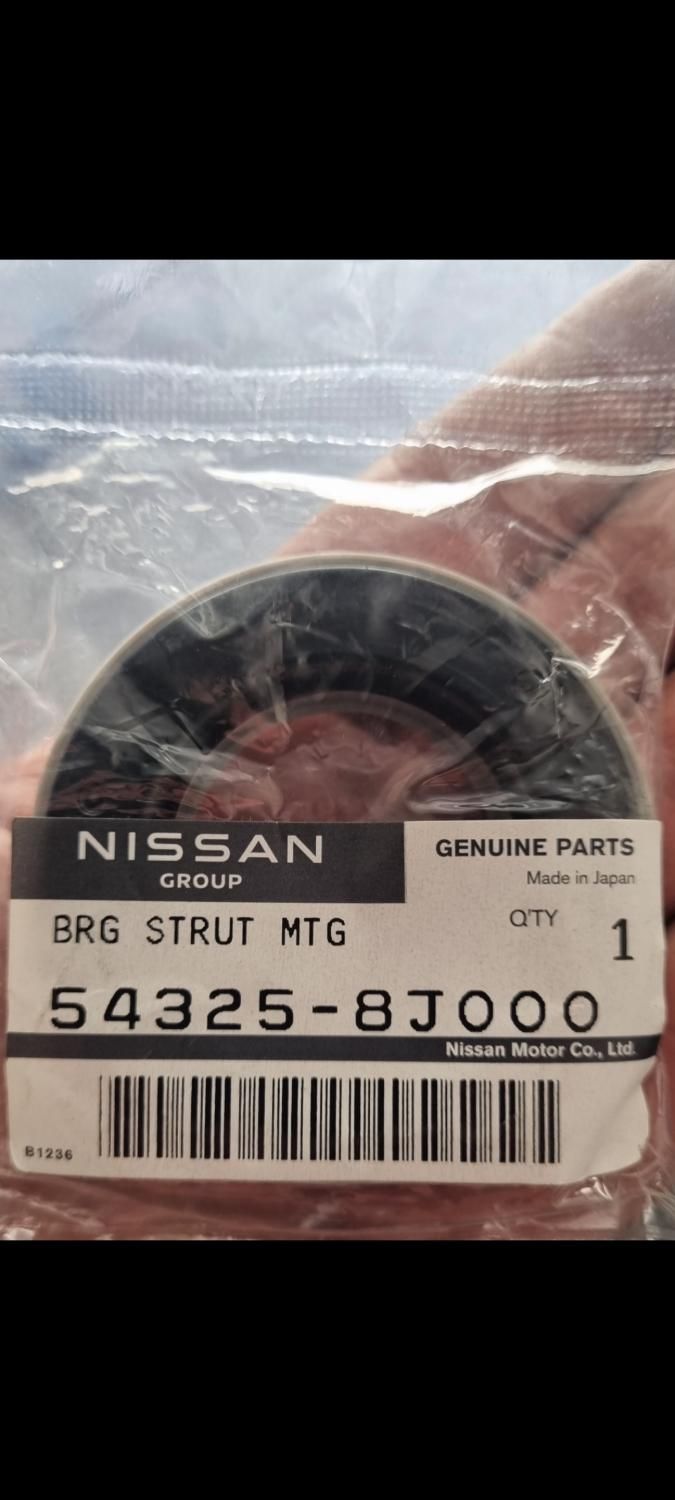 NISSAN
GROUP
GENUINE PARTS
Made in Japan
BRG STRUT MTG
Q'TY
1
54325-8J000
Nissan Motor Co., Ltd.
B1236